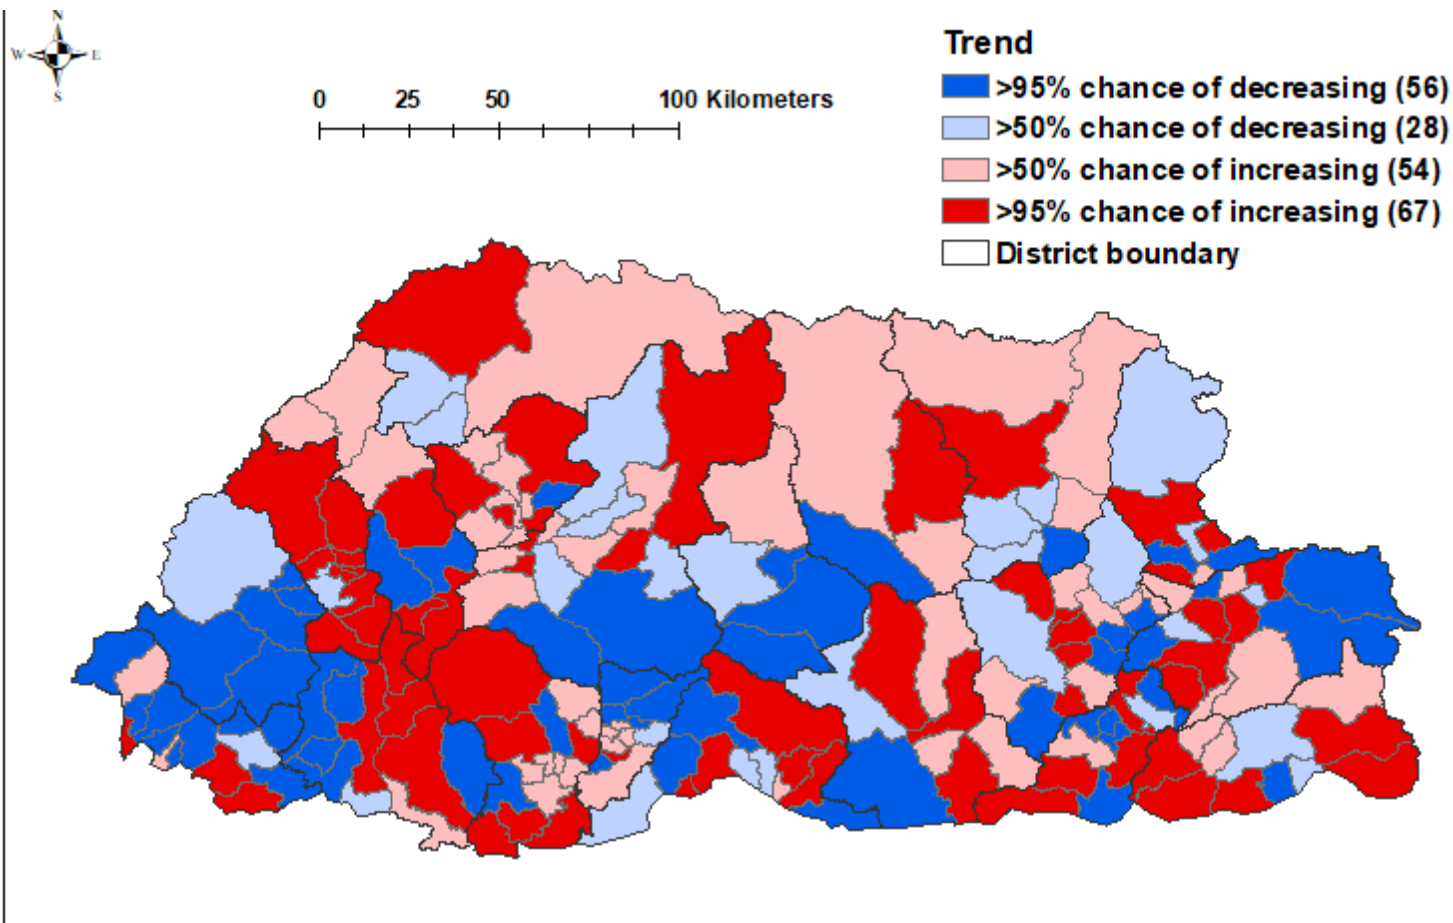 N
W E
S
0 25 50 100 Kilometers
Trend
>95% chance of decreasing (56)
>50% chance of decreasing (28)
>50% chance of increasing (54)
>95% chance of increasing (67)
District boundary